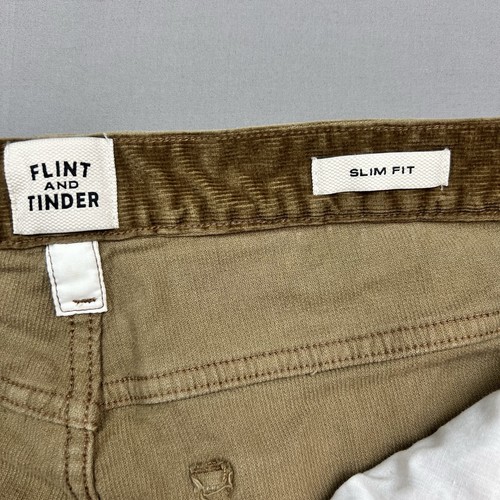 FLINT
AND
TINDER
SLIM FIT